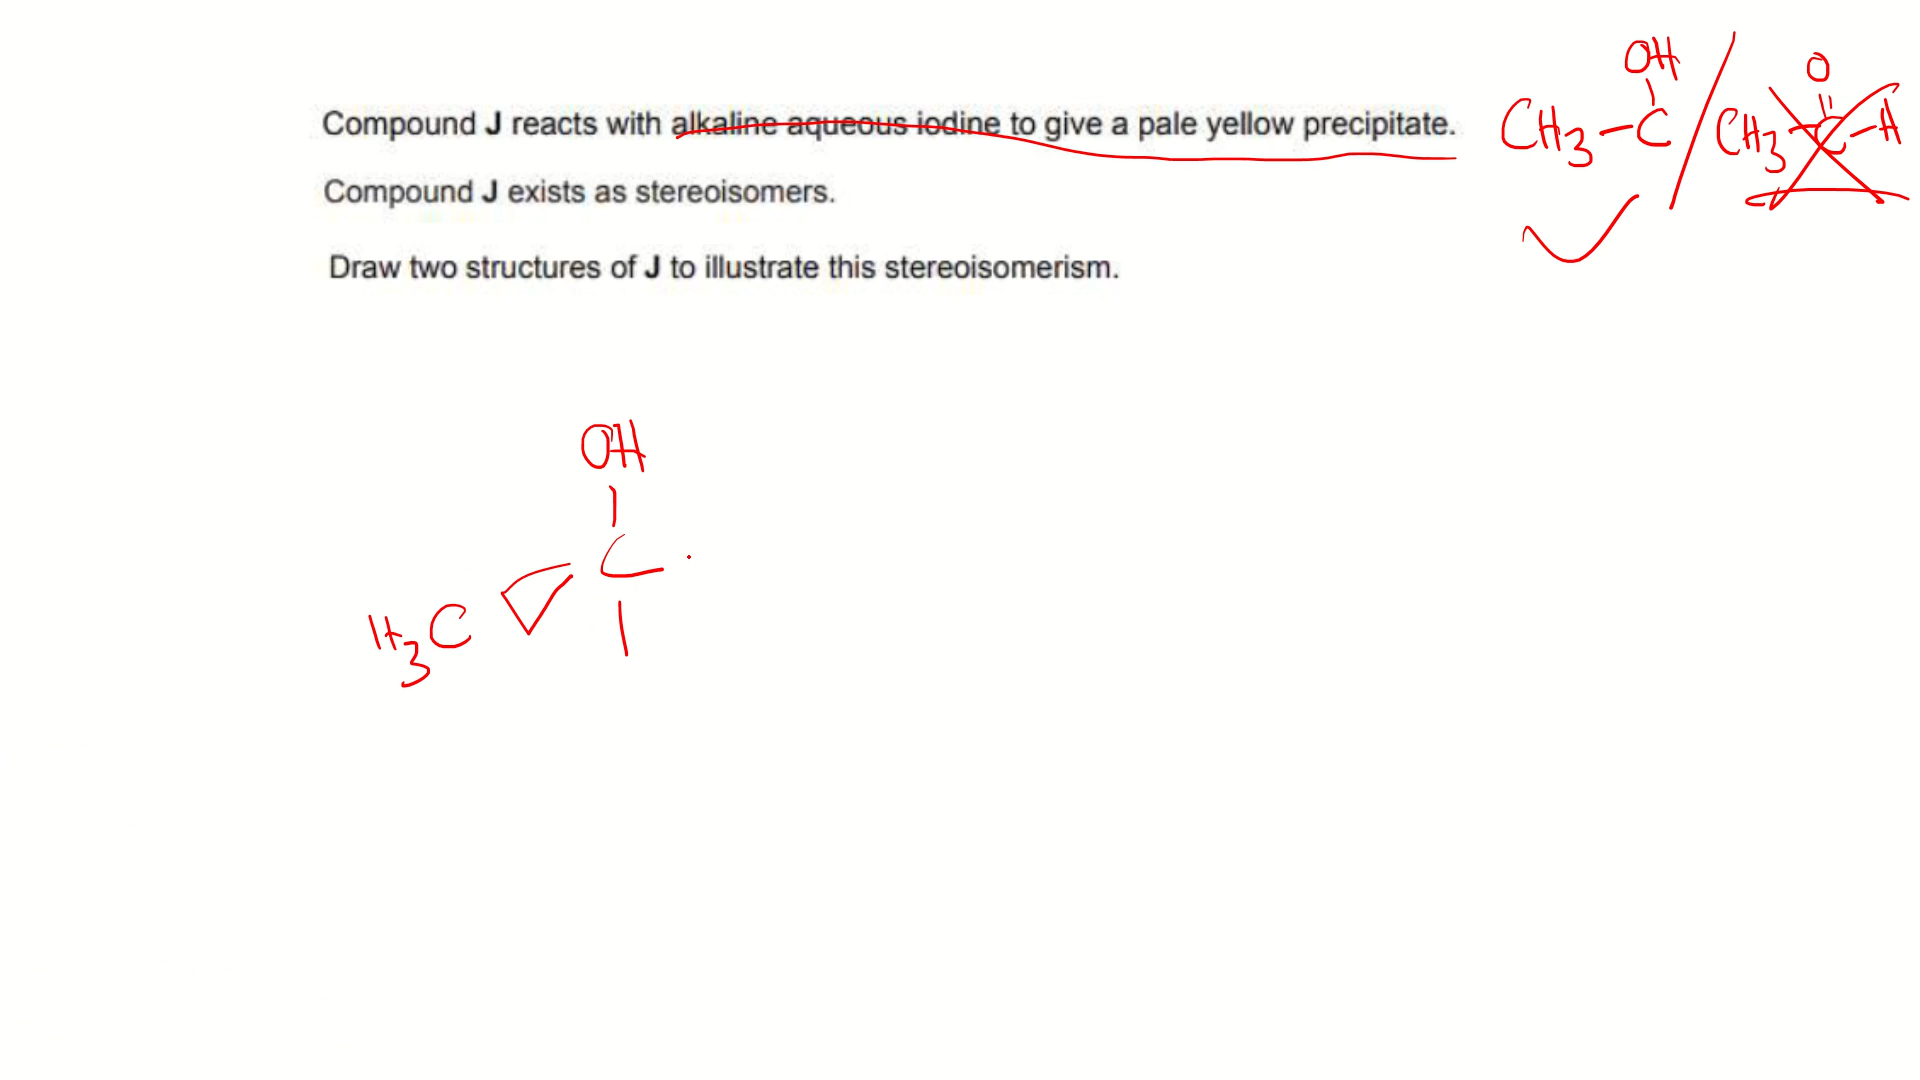 Compound J reacts with alkaline aqueous iodine to give a pale yellow precipitate.
Compound J exists as stereoisomers.
Draw two structures of J to illustrate this stereoisomerism.
OH
CH3-C / CH3-C-H
O
OH
C
H3C